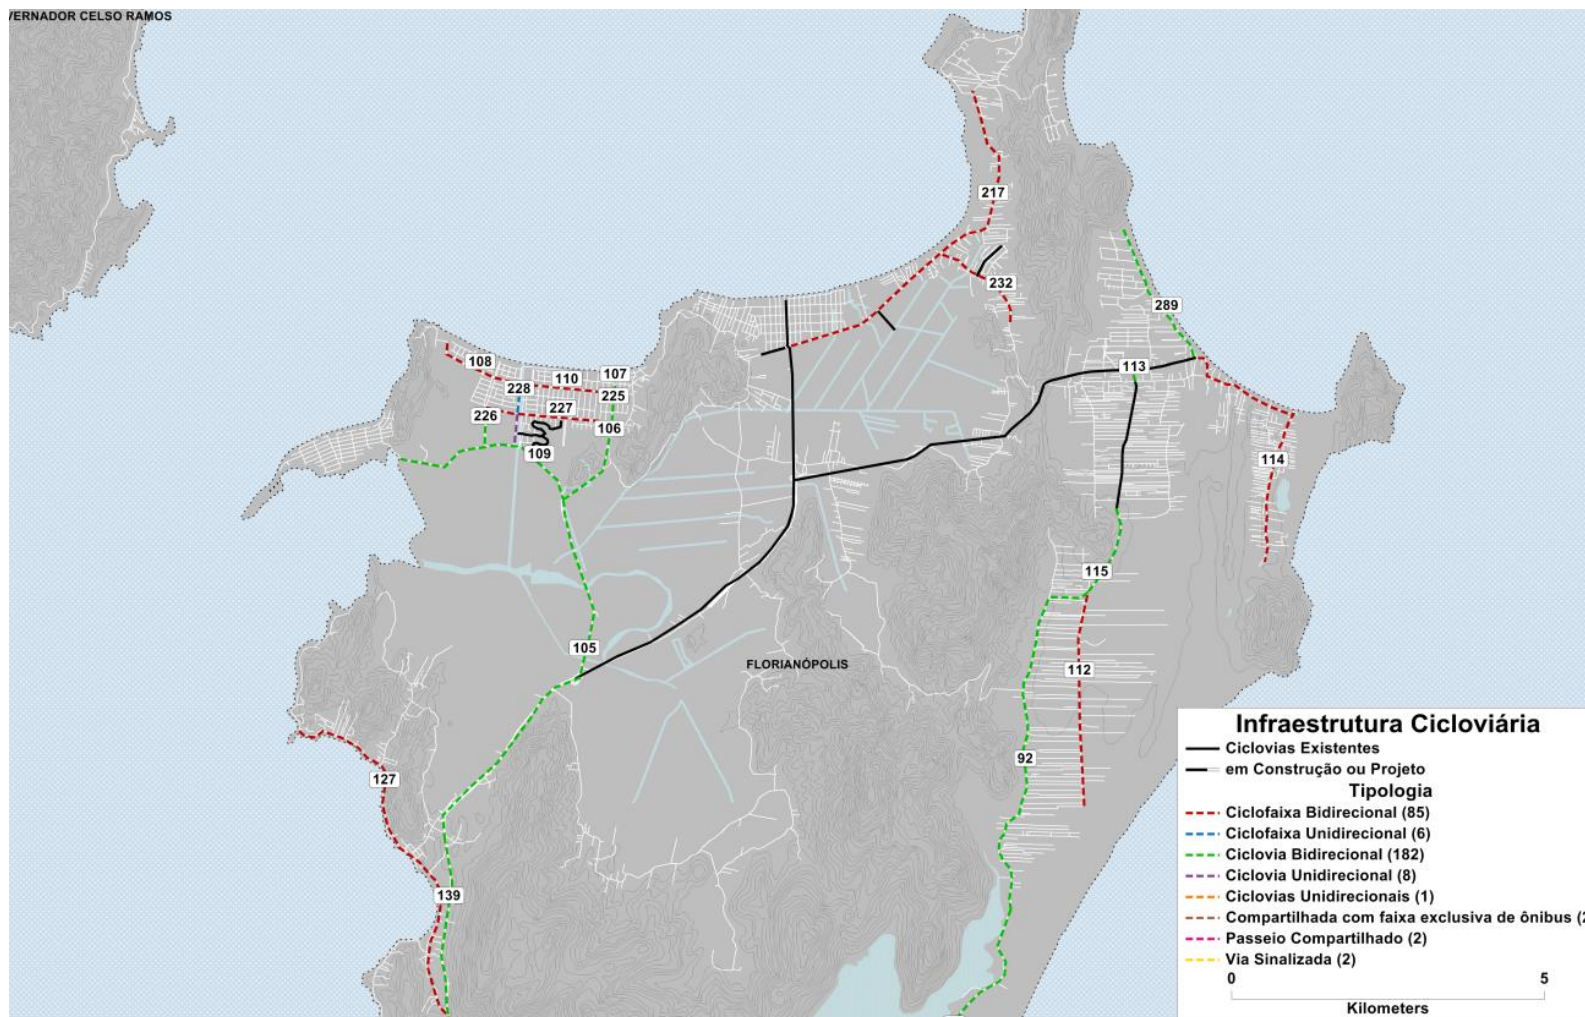 VERNADOR CELSO RAMOS
217
232
289
108
107
110
228
113
225
227
226
106
109
114
115
105
FLORIANÓPOLIS
112
92
127
139
Infraestrutura Cicloviária
Ciclovias Existentes
em Construção ou Projeto
Tipologia
Ciclofaixa Bidirecional (85)
Ciclofaixa Unidirecional (6)
Ciclovia Bidirecional (182)
Ciclovia Unidirecional (8)
Ciclovias Unidirecionais (1)
Compartilhada com faixa exclusiva de ônibus (2
Passeio Compartilhado (2)
Via Sinalizada (2)
0 5
Kilometers